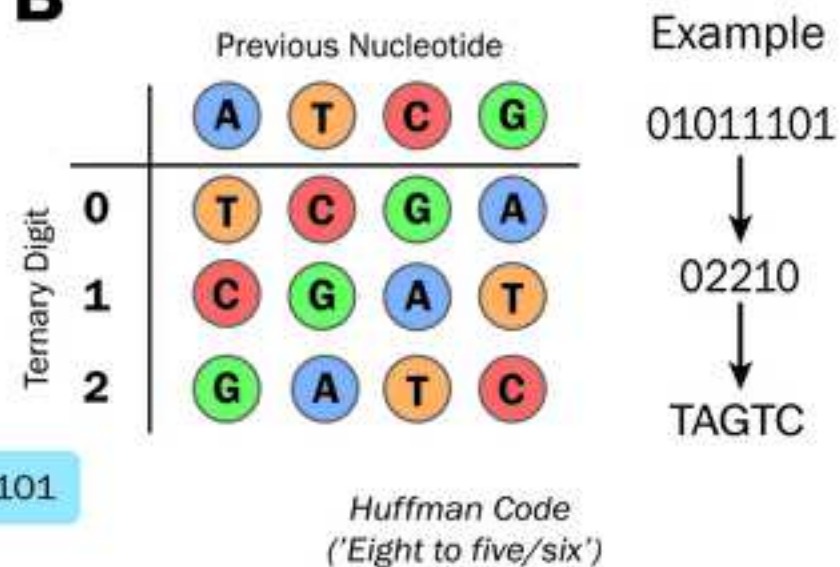 B
Previous Nucleotide
A T C G
Ternary Digit
0 T C G A
1 C G A T
2 G A T C
Example
01011101
02210
TAGTC
101
Huffman Code
('Eight to five/six')